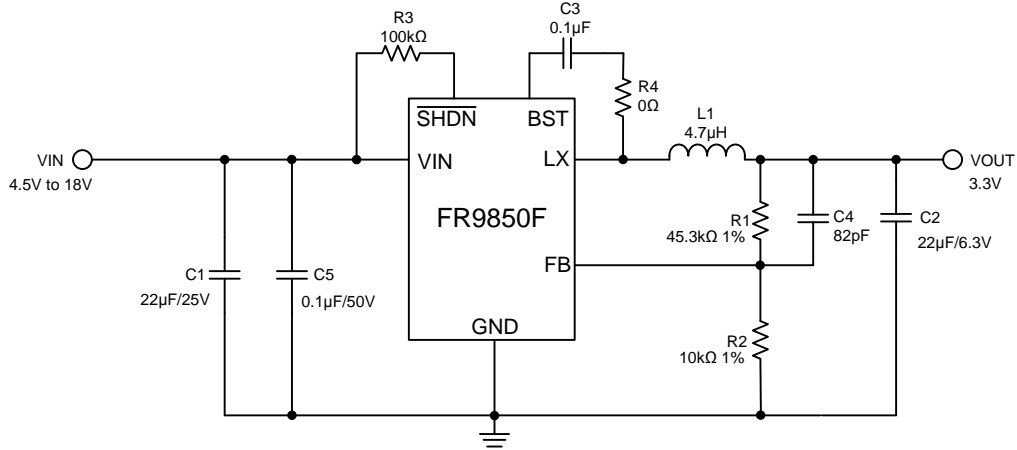 C3
0.1μF
R3
100kΩ
R4
0Ω
SHDN
BST
L1
4.7μH
VIN
4.5V to 18V
VIN
LX
VOUT
3.3V
FR9850F
R1
45.3kΩ 1%
C4
82pF
C2
22μF/6.3V
FB
C1
22μF/25V
C5
0.1μF/50V
GND
R2
10kΩ 1%